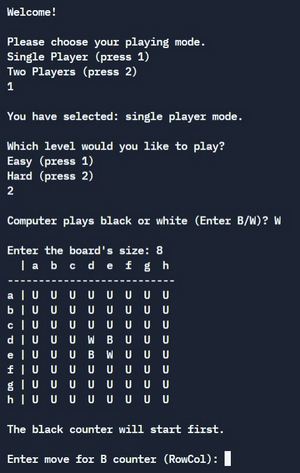 Welcome!
Please choose your playing mode.
Single Player (press 1)
Two Players (press 2)
1
You have selected: single player mode.
Which level would you like to play?
Easy (press 1)
Hard (press 2)
2
Computer plays black or white (Enter B/W)? W
Enter the board's size: 8
  | a  b  c  d  e  f  g  h
--------------------------
a | U  U  U  U  U  U  U  U
b | U  U  U  U  U  U  U  U
c | U  U  U  U  U  U  U  U
d | U  U  U  W  B  U  U  U
e | U  U  U  B  W  U  U  U
f | U  U  U  U  U  U  U  U
g | U  U  U  U  U  U  U  U
h | U  U  U  U  U  U  U  U
The black counter will start first.
Enter move for B counter (RowCol):